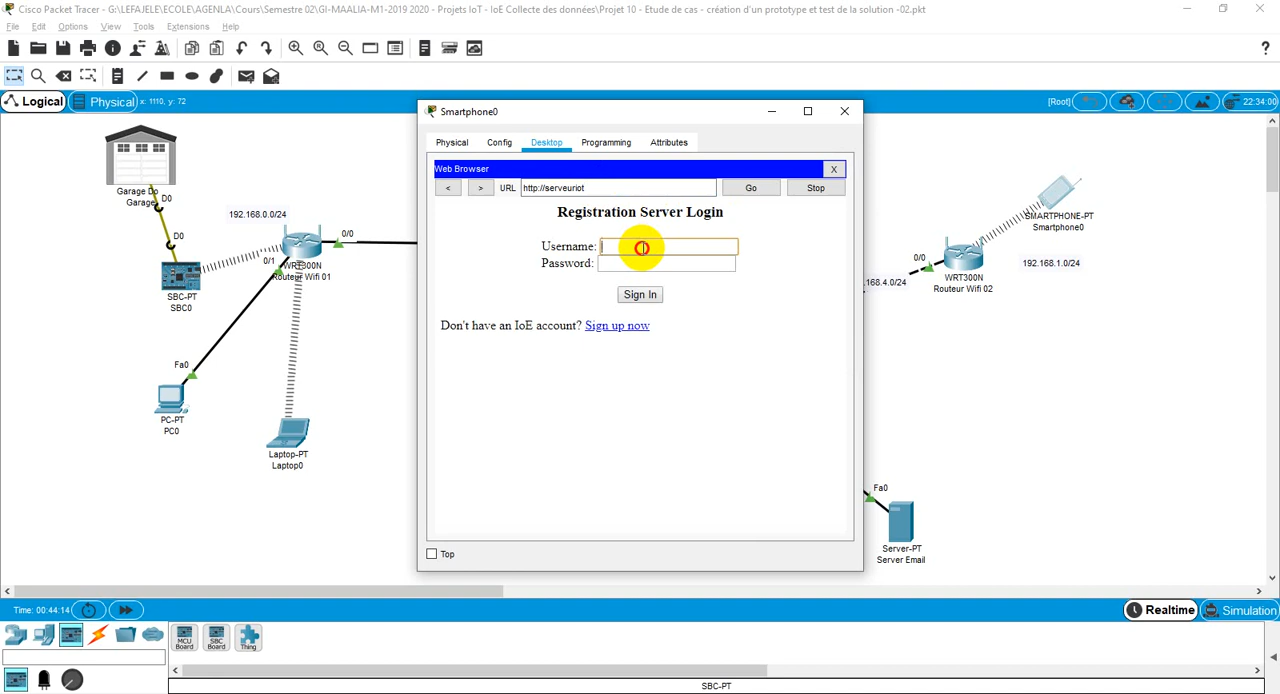 Cisco Packet Tracer - G:\LEFAJELE\ECOLE\AGENLA\Cours\Semestre 02\GI-MAALIA-M1-2019 2020 - Projets IoT - IoE Collecte des données\Projet 10 - Etude de cas - création d'un prototype et test de la solution -02.pkt
File Edit Options View Tools Extensions Help
Logical Physical x: 1110, y: 72 [Root] 22:34:00
Smartphone0
Physical Config Desktop Programming Attributes
Web Browser X
< > URL http://serveuriot Go Stop
Registration Server Login
Username:
Password:
Sign In
Don't have an IoE account? Sign up now
Top
Garage Do
Garage
D0
D0
SBC-PT
SBC0
192.168.0.0/24
0/0
0/1
WRT300N
Routeur Wifi 01
Fa0
PC-PT
PC0
Laptop-PT
Laptop0
SMARTPHONE-PT
Smartphone0
0/0
WRT300N
Routeur Wifi 02
192.168.1.0/24
.168.4.0/24
Fa0
Server-PT
Server Email
Time: 00:44:14 Realtime Simulation
MCU Board
SBC Board
Thing
SBC-PT